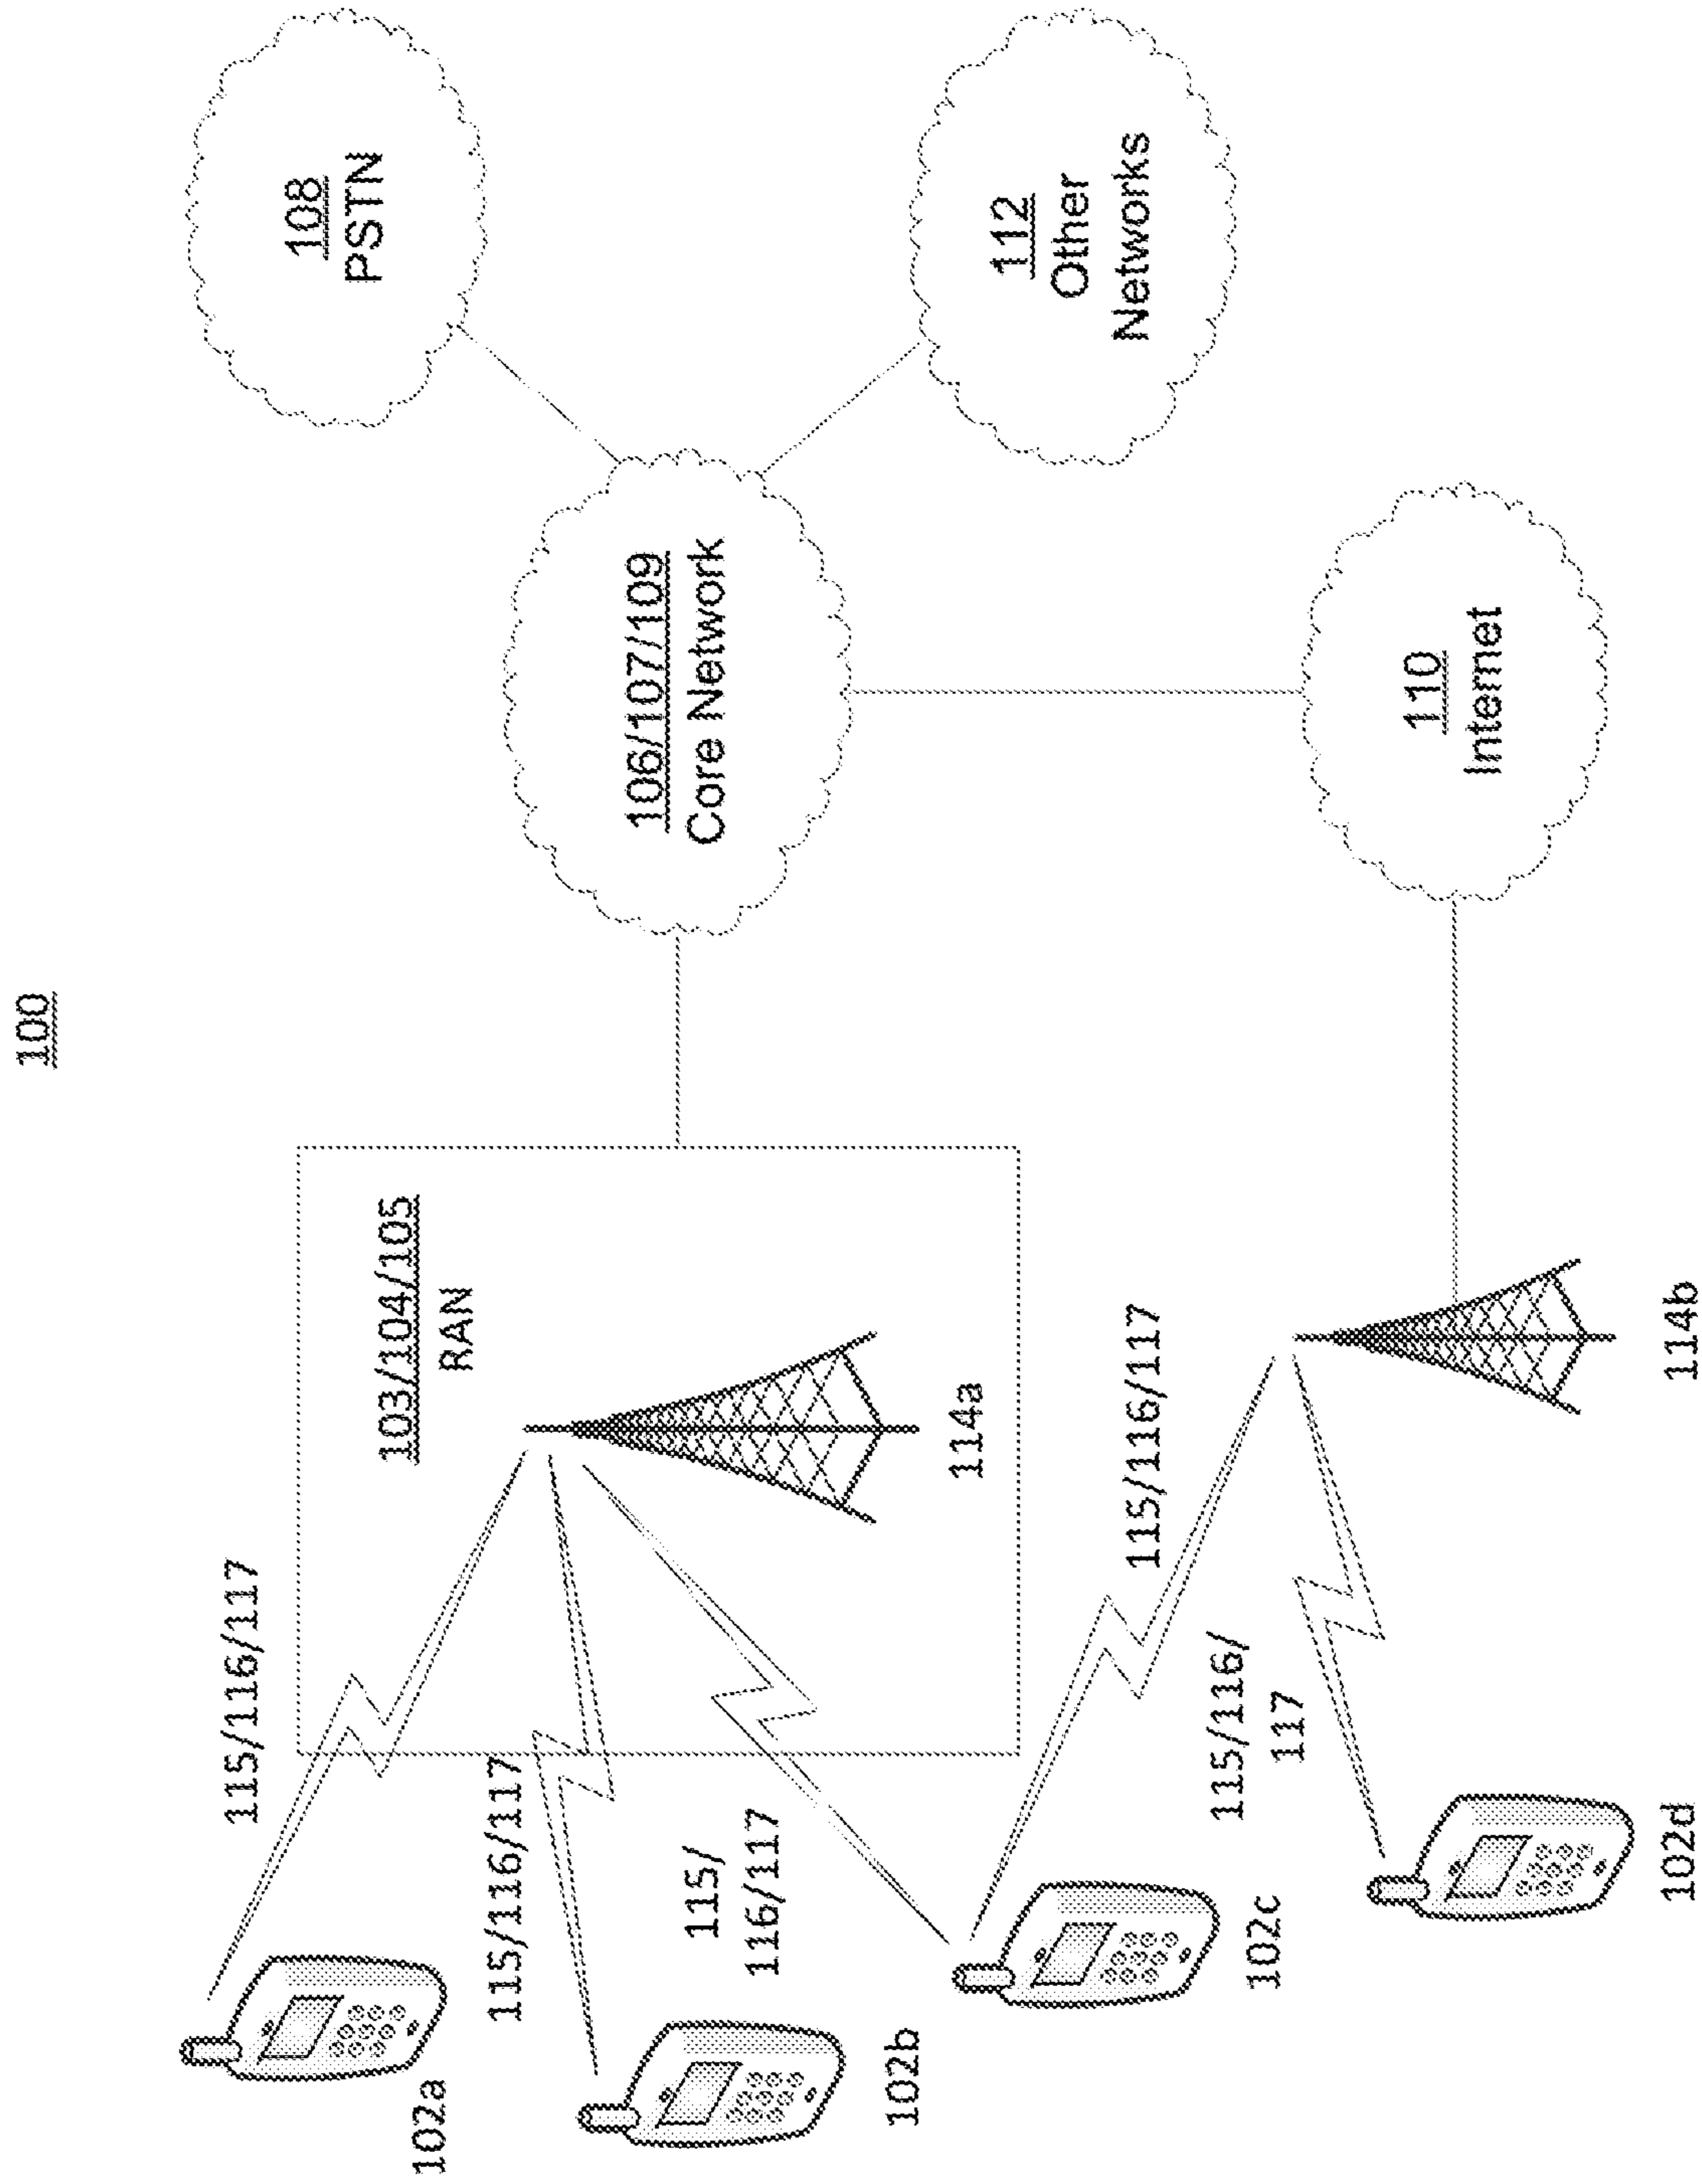 100
115/116/117
103/104/105
RAN
106/107/109
Core Network
108
PSTN
102a
115/116/117
114a
112
Other
Networks
102b
115/
116/117
115/116/117
102c
115/116/
117
110
Internet
102d
114b